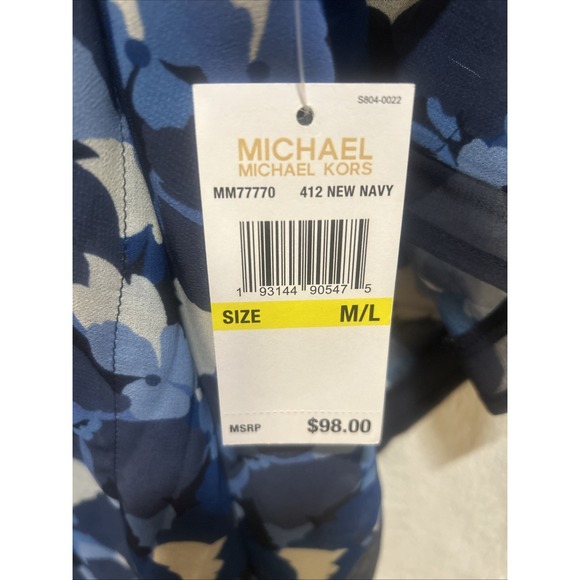 S804-0022
MICHAEL
MICHAEL KORS
MM77770 412 NEW NAVY
1 93144 90547 5
SIZE M/L
MSRP $98.00